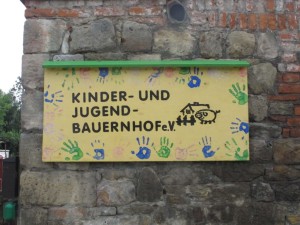 KINDER- UND
JUGEND-
BAUERNHOF e.V.